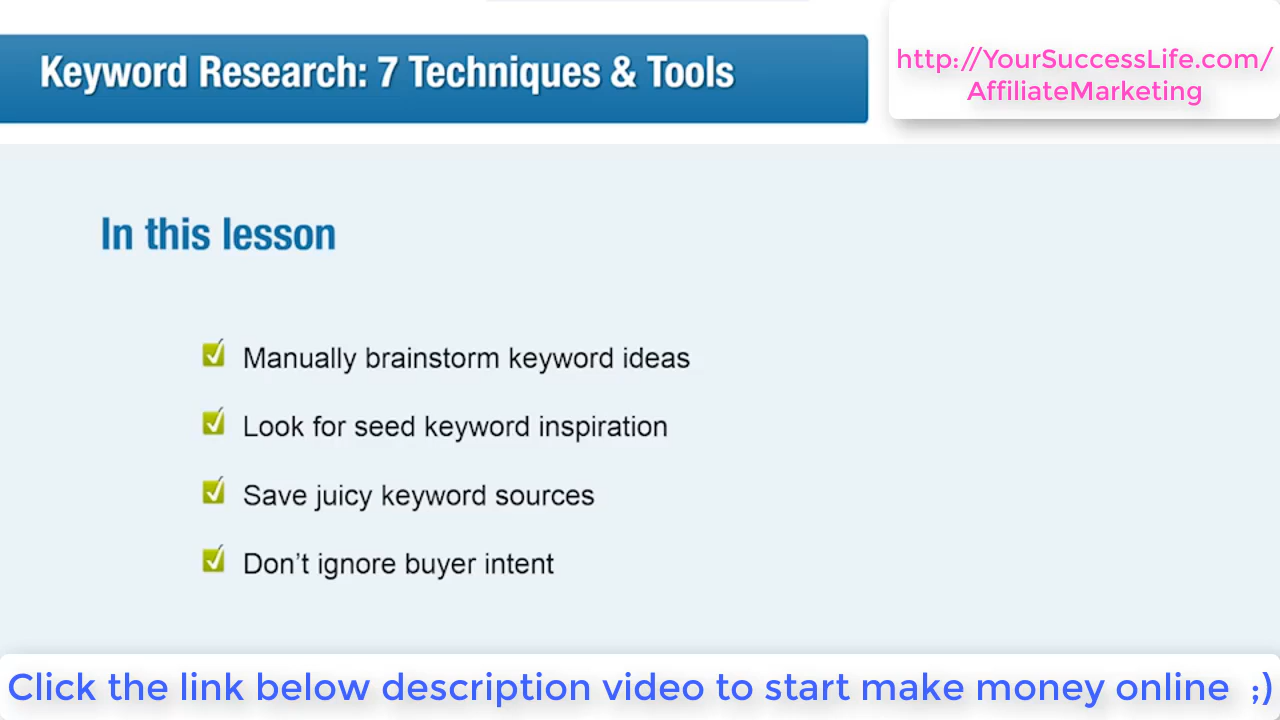 Keyword Research: 7 Techniques & Tools
http://YourSuccessLife.com/
AffiliateMarketing
In this lesson
Manually brainstorm keyword ideas
Look for seed keyword inspiration
Save juicy keyword sources
Don’t ignore buyer intent
Click the link below description video to start make money online ;)